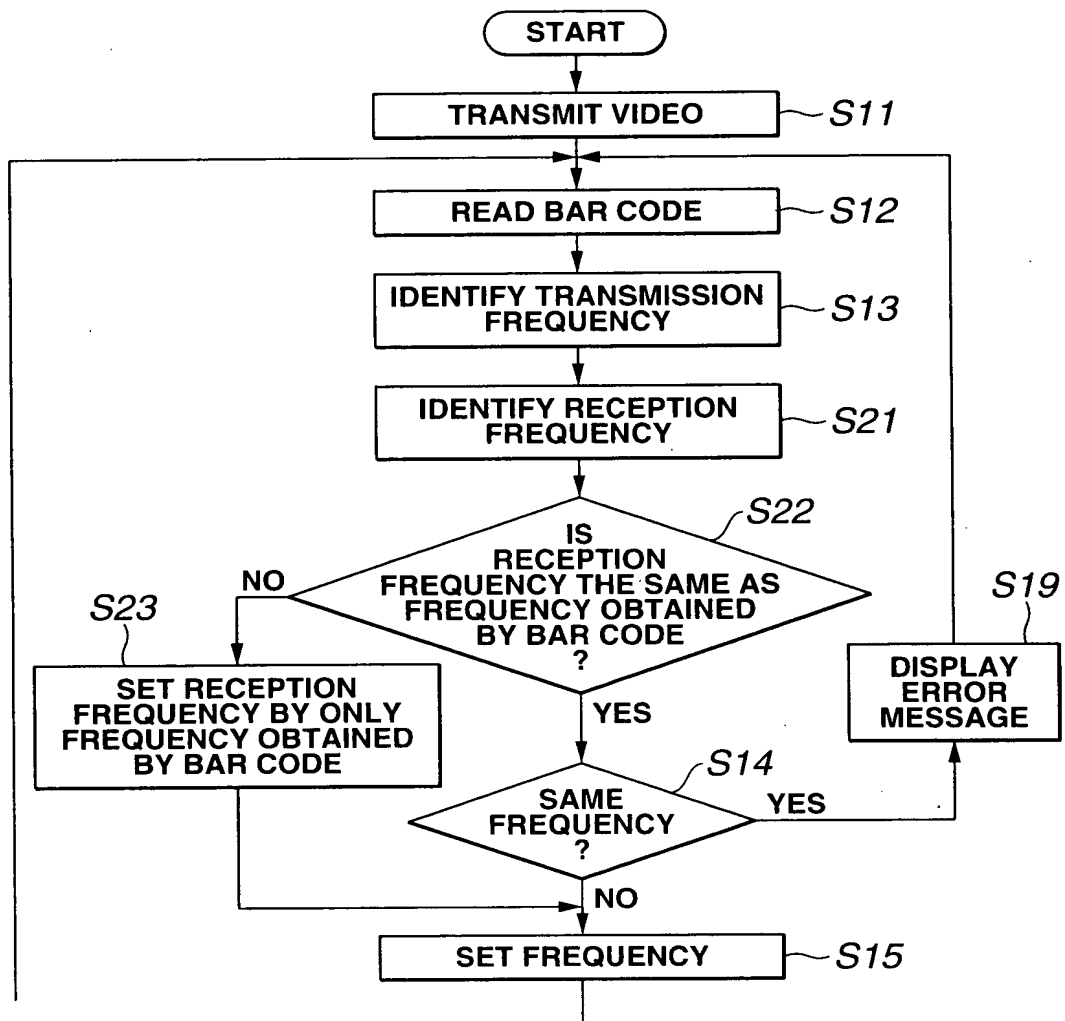 START
TRANSMIT VIDEO
S11
READ BAR CODE
S12
IDENTIFY TRANSMISSION
FREQUENCY
S13
IDENTIFY RECEPTION
FREQUENCY
S21
S22
IS
RECEPTION
FREQUENCY THE SAME AS
FREQUENCY OBTAINED
BY BAR CODE
?
NO
S23
SET RECEPTION
FREQUENCY BY ONLY
FREQUENCY OBTAINED
BY BAR CODE
YES
S19
DISPLAY
ERROR
MESSAGE
S14
SAME
FREQUENCY
?
YES
NO
SET FREQUENCY
S15